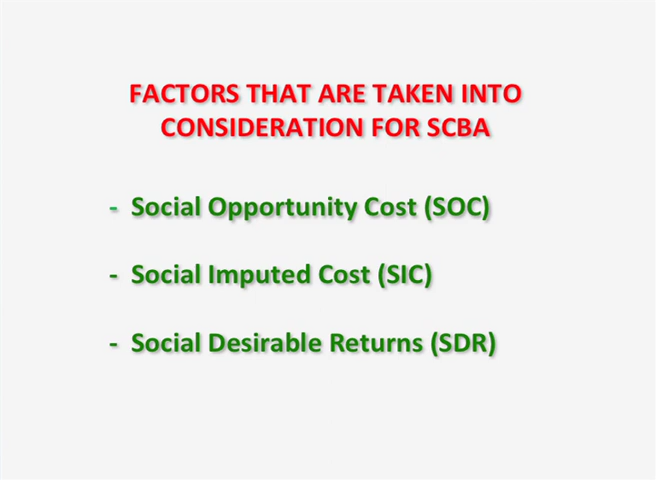 FACTORS THAT ARE TAKEN INTO
CONSIDERATION FOR SCBA
- Social Opportunity Cost (SOC)
- Social Imputed Cost (SIC)
- Social Desirable Returns (SDR)